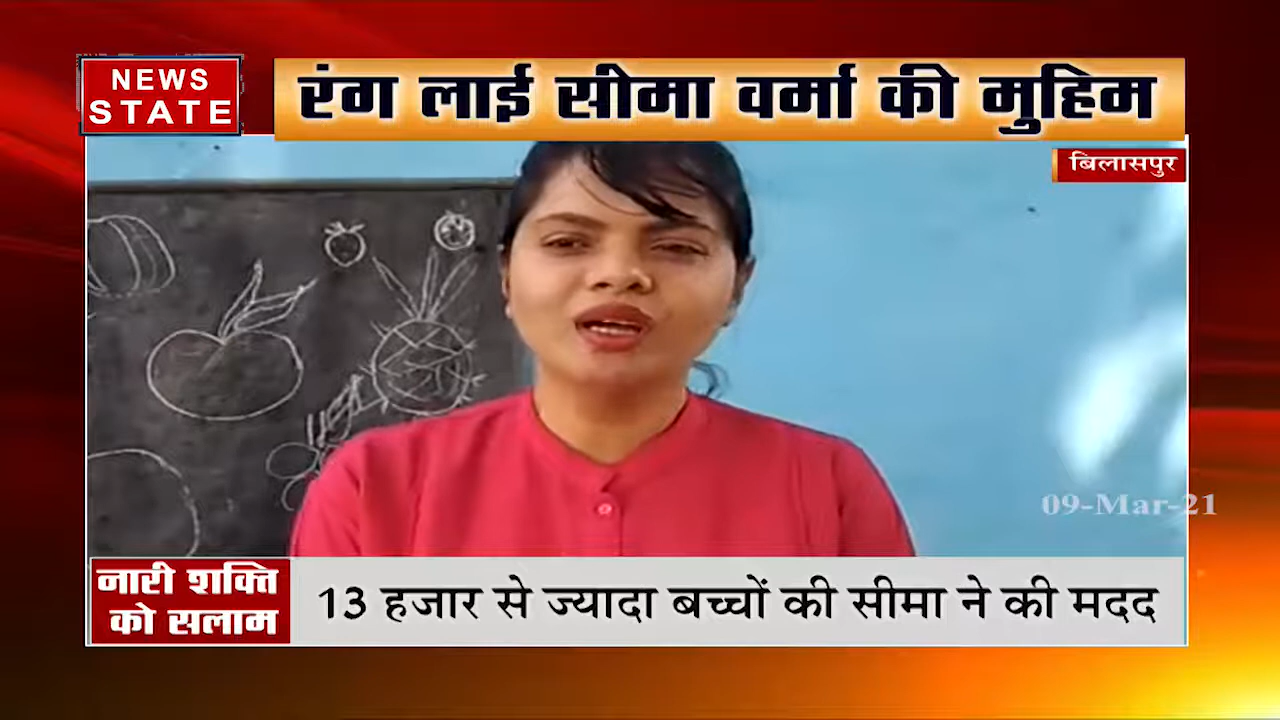 NEWS
STATE
रंग लाई सीमा वर्मा की मुहिम
बिलासपुर
09-Mar-21
नारी शक्ति
को सलाम
13 हजार से ज्यादा बच्चों की सीमा ने की मदद